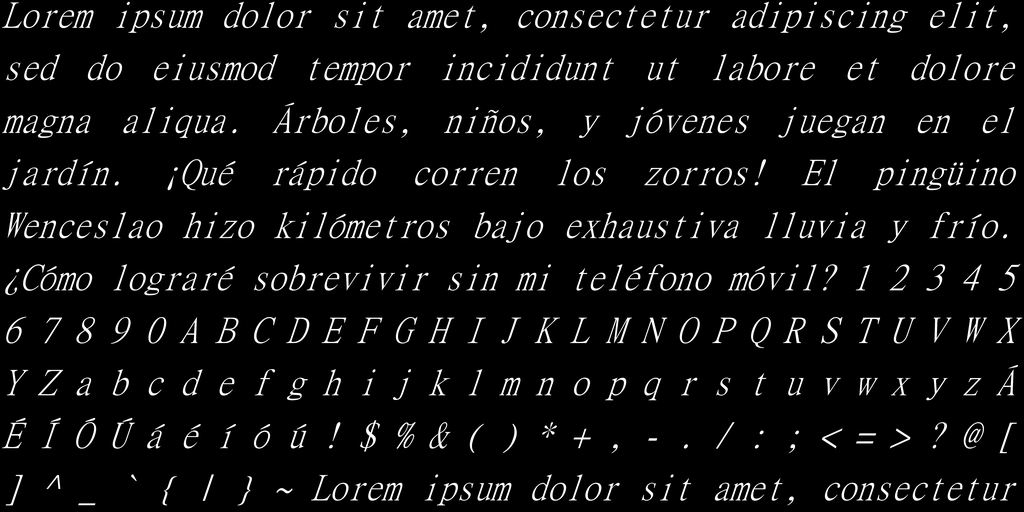 Lorem ipsum dolor sit amet, consectetur adipiscing elit,
sed do eiusmod tempor incididunt ut labore et dolore
magna aliqua. Árboles, niños, y jóvenes juegan en el
jardín. ¡Qué rápido corren los zorros! El pingüino
Wenceslao hizo kilómetros bajo exhaustiva lluvia y frío.
¿Cómo lograré sobrevivir sin mi teléfono móvil? 1 2 3 4 5
6 7 8 9 0 A B C D E F G H I J K L M N O P Q R S T U V W X
Y Z a b c d e f g h i j k l m n o p q r s t u v w x y z Á
É Í Ó Ú á é í ó ú ! $ % & ( ) * + , - . / : ; < = > ? @ [
] ^ _ ` { | } ~ Lorem ipsum dolor sit amet, consectetur